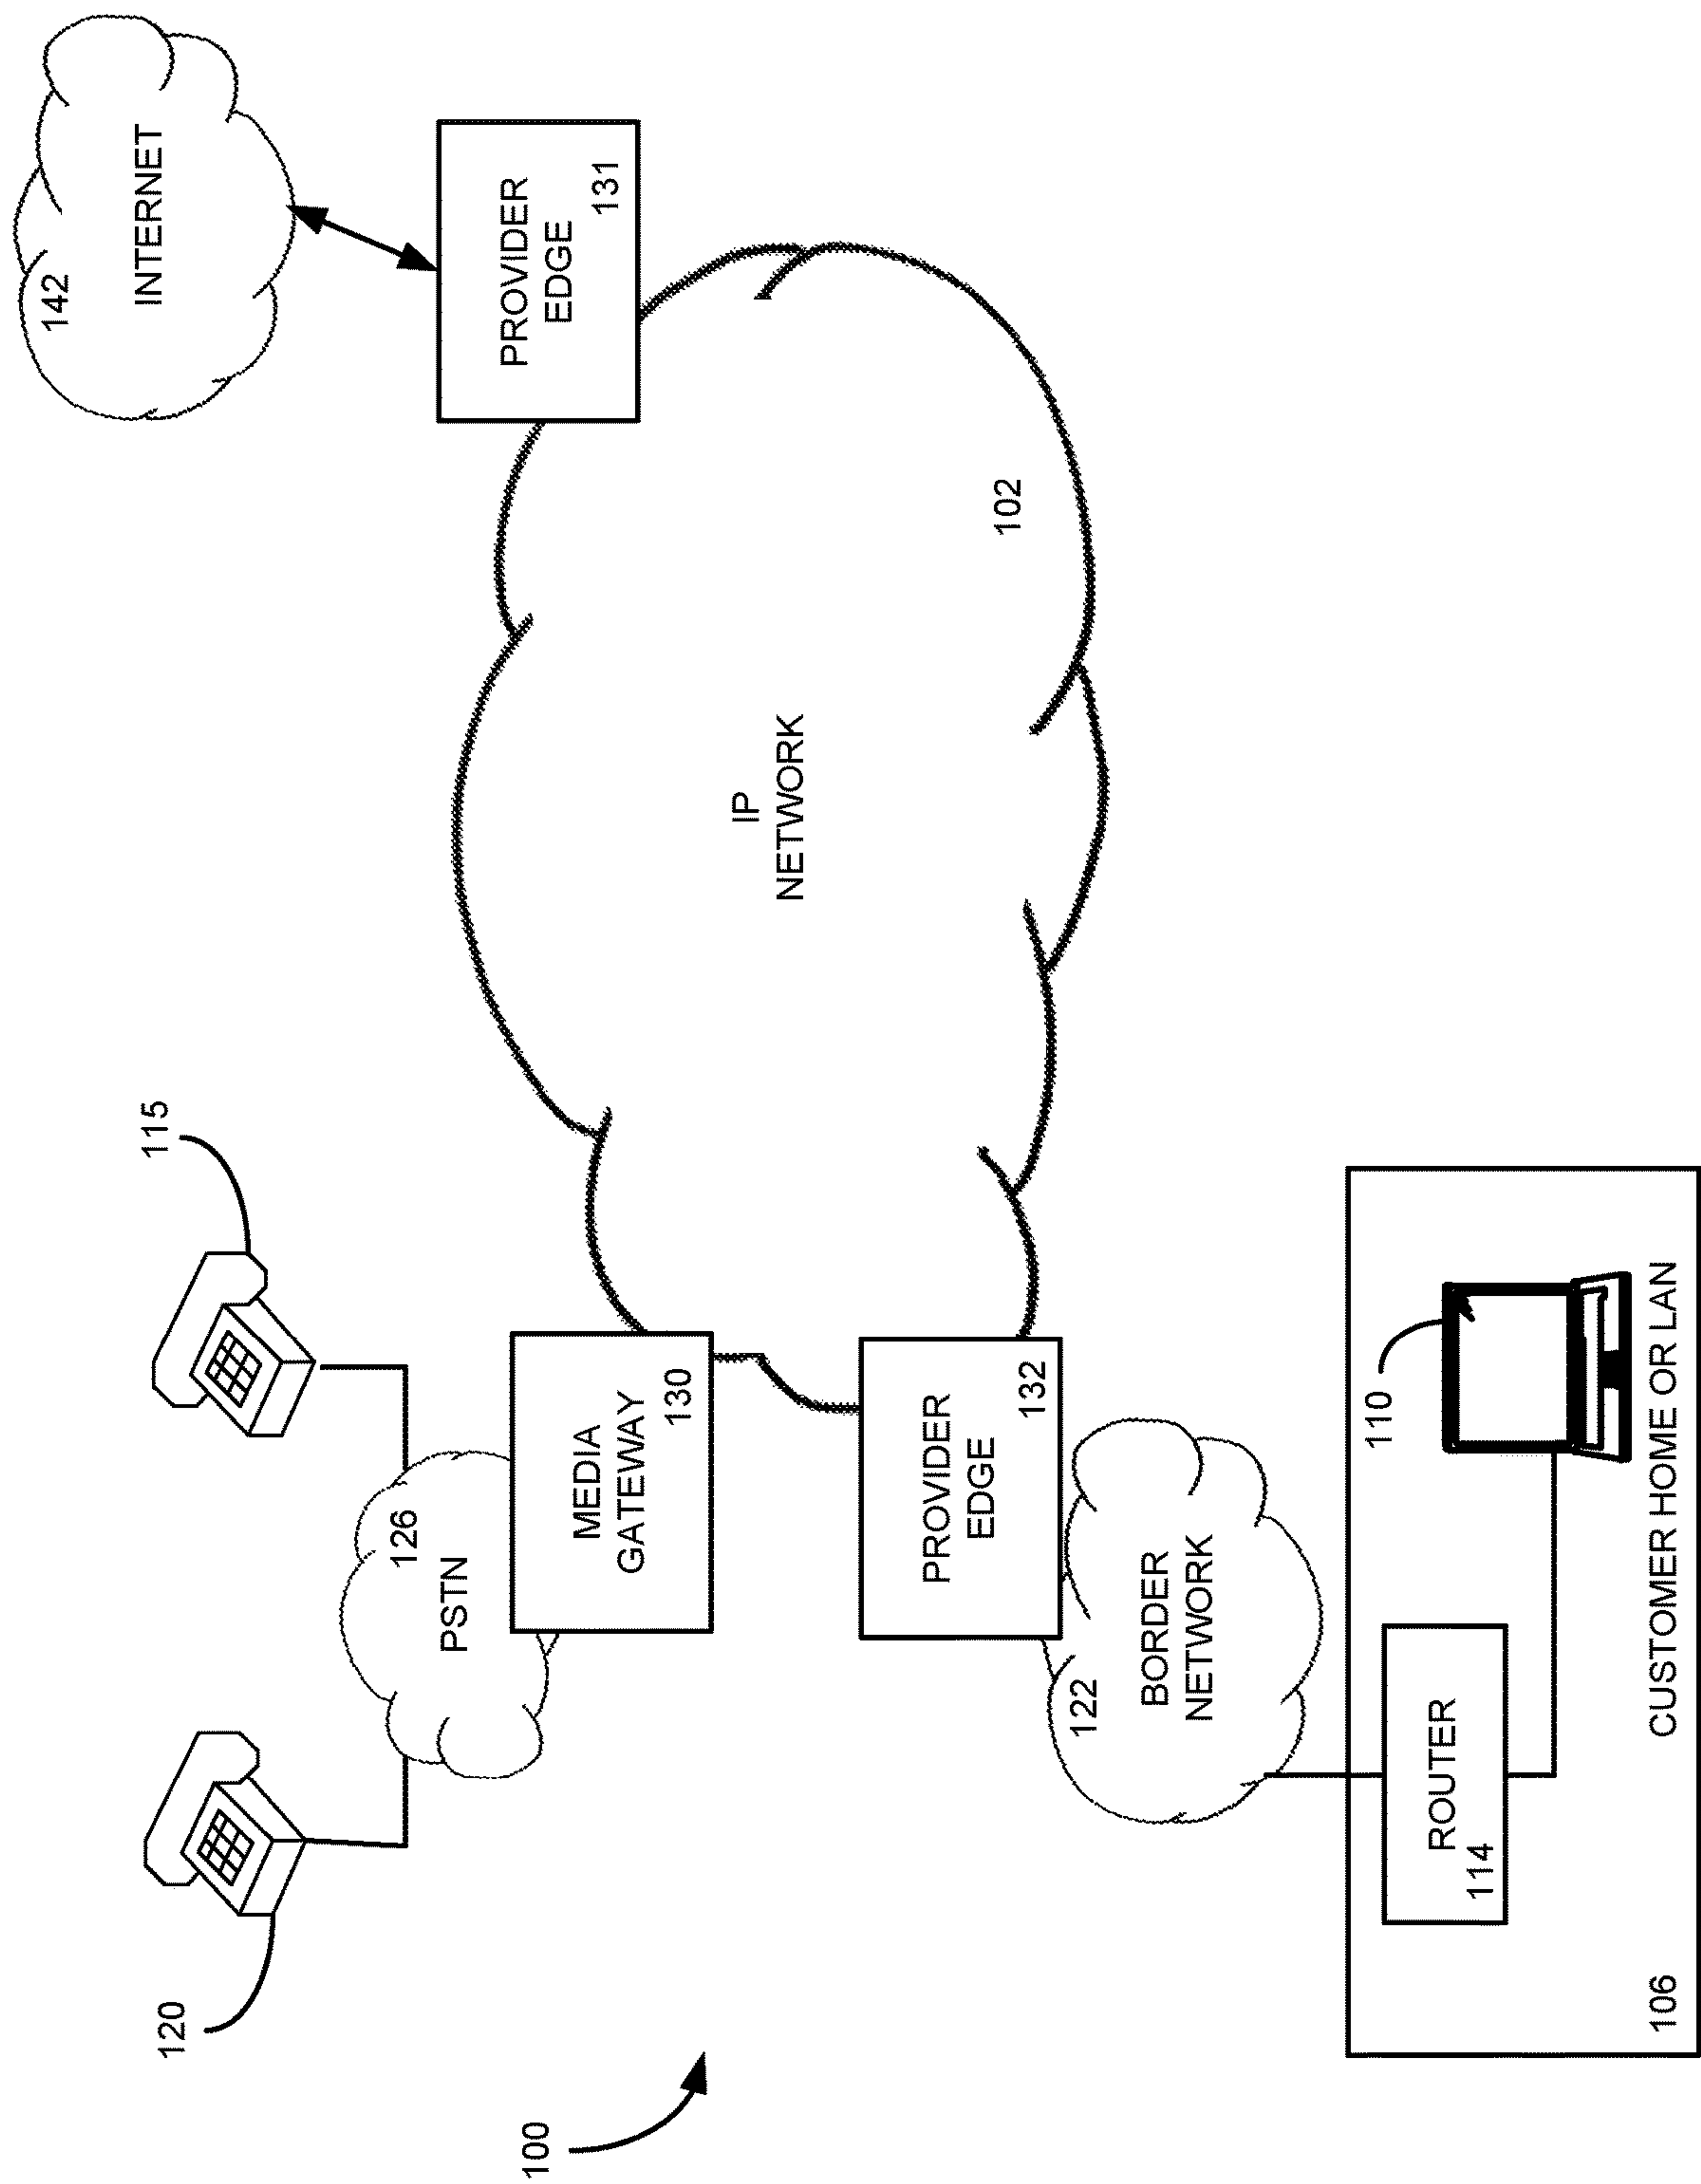 142
INTERNET
115
120
126
PSTN
PROVIDER
EDGE
131
100
MEDIA
GATEWAY
130
IP
NETWORK
102
PROVIDER
EDGE
132
122
BORDER
NETWORK
110
ROUTER
114
106
CUSTOMER HOME OR LAN